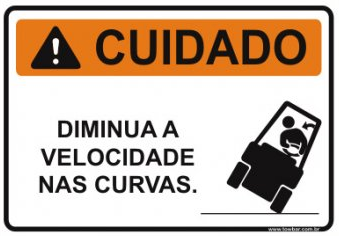 CUIDADO
DIMINUA A
VELOCIDADE
NAS CURVAS.
www.towbar.com.br